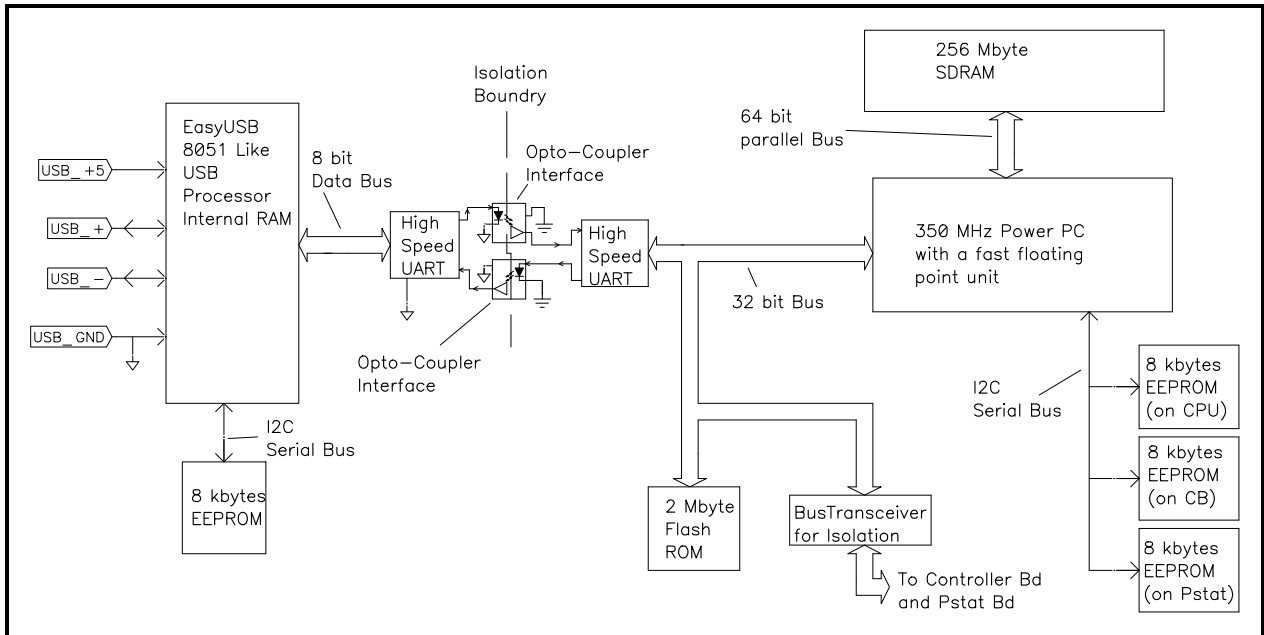 256 Mbyte
SDRAM
Isolation
Boundry
64 bit
parallel Bus
EasyUSB
8051 Like
USB
Processor
Internal RAM
USB_+5
USB_+
USB_-
USB_GND
8 bit
Data Bus
Opto-Coupler
Interface
High
Speed
UART
High
Speed
UART
Opto-Coupler
Interface
350 MHz Power PC
with a fast floating
point unit
32 bit Bus
I2C
Serial Bus
8 kbytes
EEPROM
(on CPU)
8 kbytes
EEPROM
(on CB)
8 kbytes
EEPROM
(on Pstat)
I2C
Serial Bus
8 kbytes
EEPROM
2 Mbyte
Flash
ROM
BusTransceiver
for Isolation
To Controller Bd
and Pstat Bd